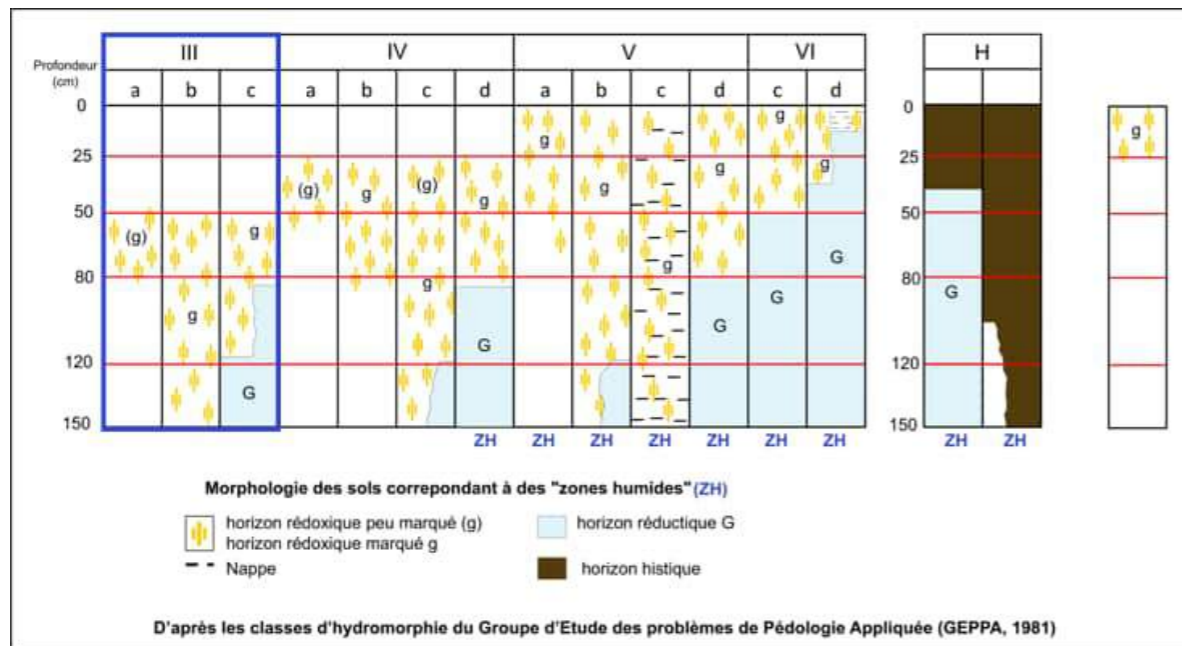 III IV V VI H
Profondeur
(cm)
a b c a b c d a b c d c d
0 0
25 25
50 50
80 80
120 120
150 150
g g g g g
(g) g (g) g g g
(g) g g
g g g G G
g G G G
G
ZH ZH ZH ZH ZH ZH ZH ZH ZH
Morphologie des sols correpondant à des "zones humides"(ZH)
horizon rédoxique peu marqué (g)
horizon rédoxique marqué g
Nappe
horizon réductique G
horizon histique
D'après les classes d'hydromorphie du Groupe d'Etude des problèmes de Pédologie Appliquée (GEPPA, 1981)